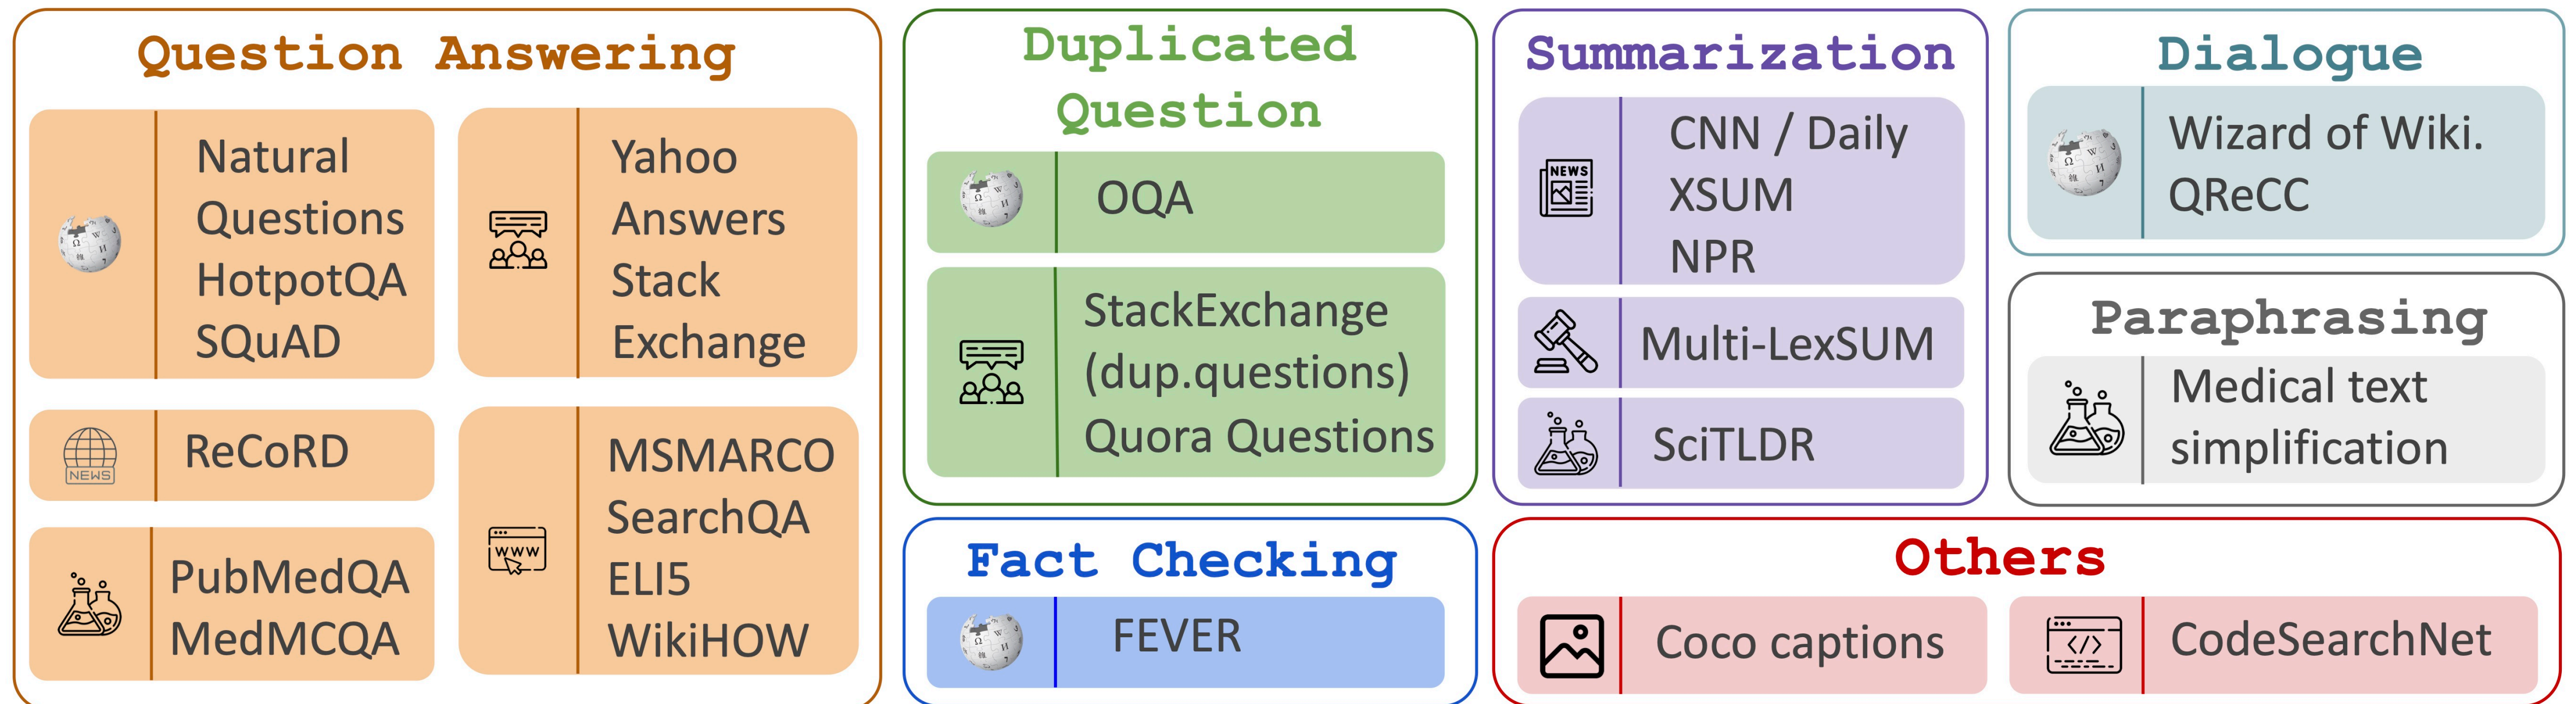 Question Answering
Natural
Questions
HotpotQA
SQuAD
Yahoo
Answers
Stack
Exchange
NEWS
ReCoRD
PubMedQA
MedMCQA
WWW
MSMARCO
SearchQA
ELI5
WikiHOW
Duplicated
Question
OQA
StackExchange
(dup.questions)
Quora Questions
Fact Checking
FEVER
Summarization
NEWS
CNN / Daily
XSUM
NPR
Multi-LexSUM
SciTLDR
Dialogue
Wizard of Wiki.
QReCC
Paraphrasing
Medical text
simplification
Others
Coco captions
</>
CodeSearchNet